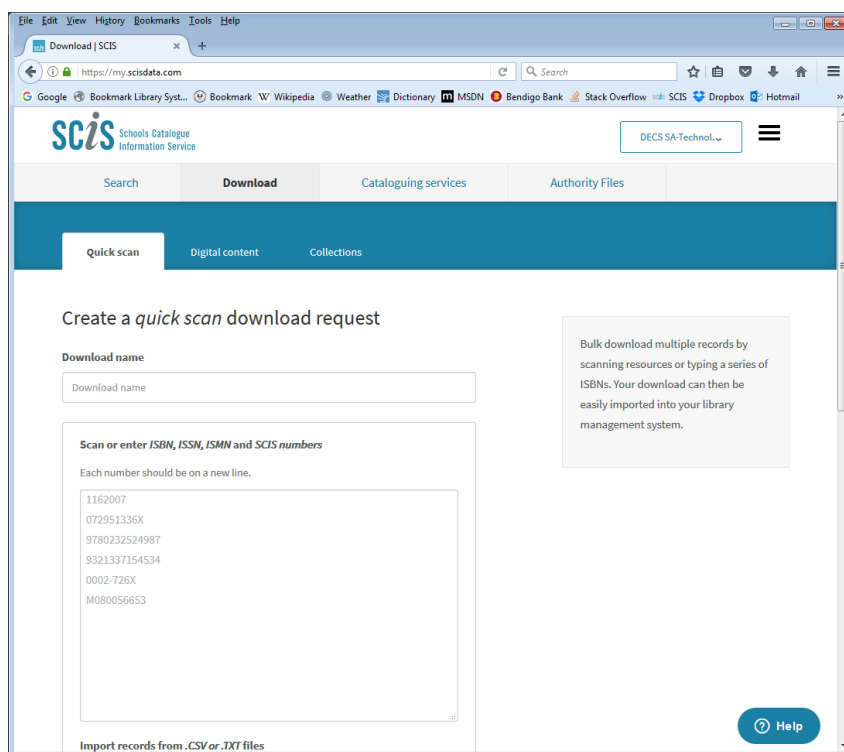 File Edit View History Bookmarks Tools Help
Download | SCIS
https://my.scisdata.com
Search
Google Bookmark Library Syst... Bookmark Wikipedia Weather Dictionary MSDN Bendigo Bank Stack Overflow SCIS Dropbox Hotmail
SCiS Schools Catalogue
Information Service
DECS SA-Technol...
Search Download Cataloguing services Authority Files
Quick scan Digital content Collections
Create a quick scan download request
Download name
Download name
Bulk download multiple records by
scanning resources or typing a series of
ISBNs. Your download can then be
easily imported into your library
management system.
Scan or enter ISBN, ISSN, ISMN and SCIS numbers
Each number should be on a new line.
1162007
072951336X
9780232524987
9321337154534
0002-726X
M080056653
Import records from .CSV or .TXT files
Help